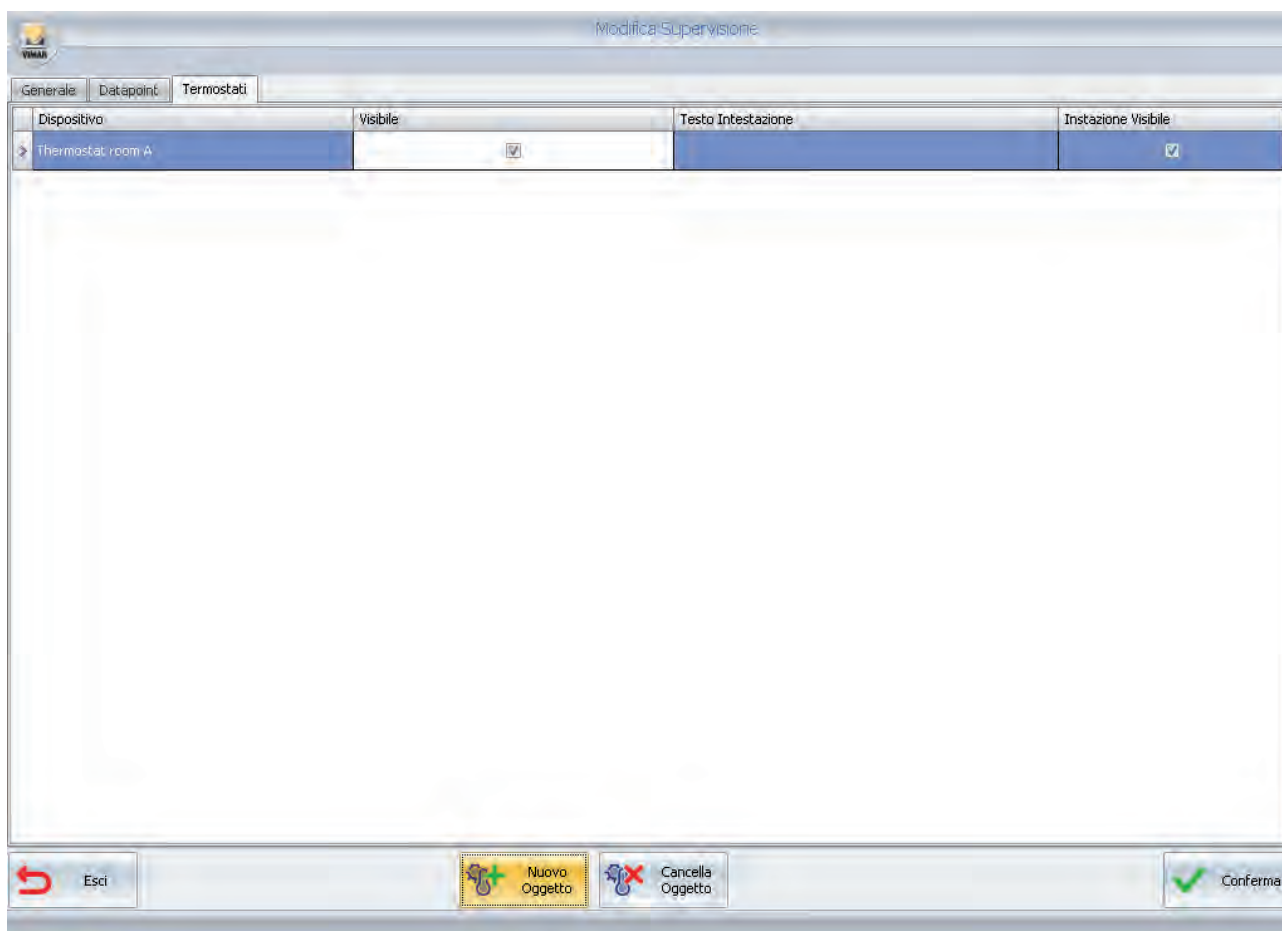 Modifica Supervisione
VIMAR
Generale Datapoint Termostati
Dispositivo Visibile Testo Intestazione Instazione Visibile
Thermostat room A
Esci Nuovo Oggetto Cancella Oggetto Conferma